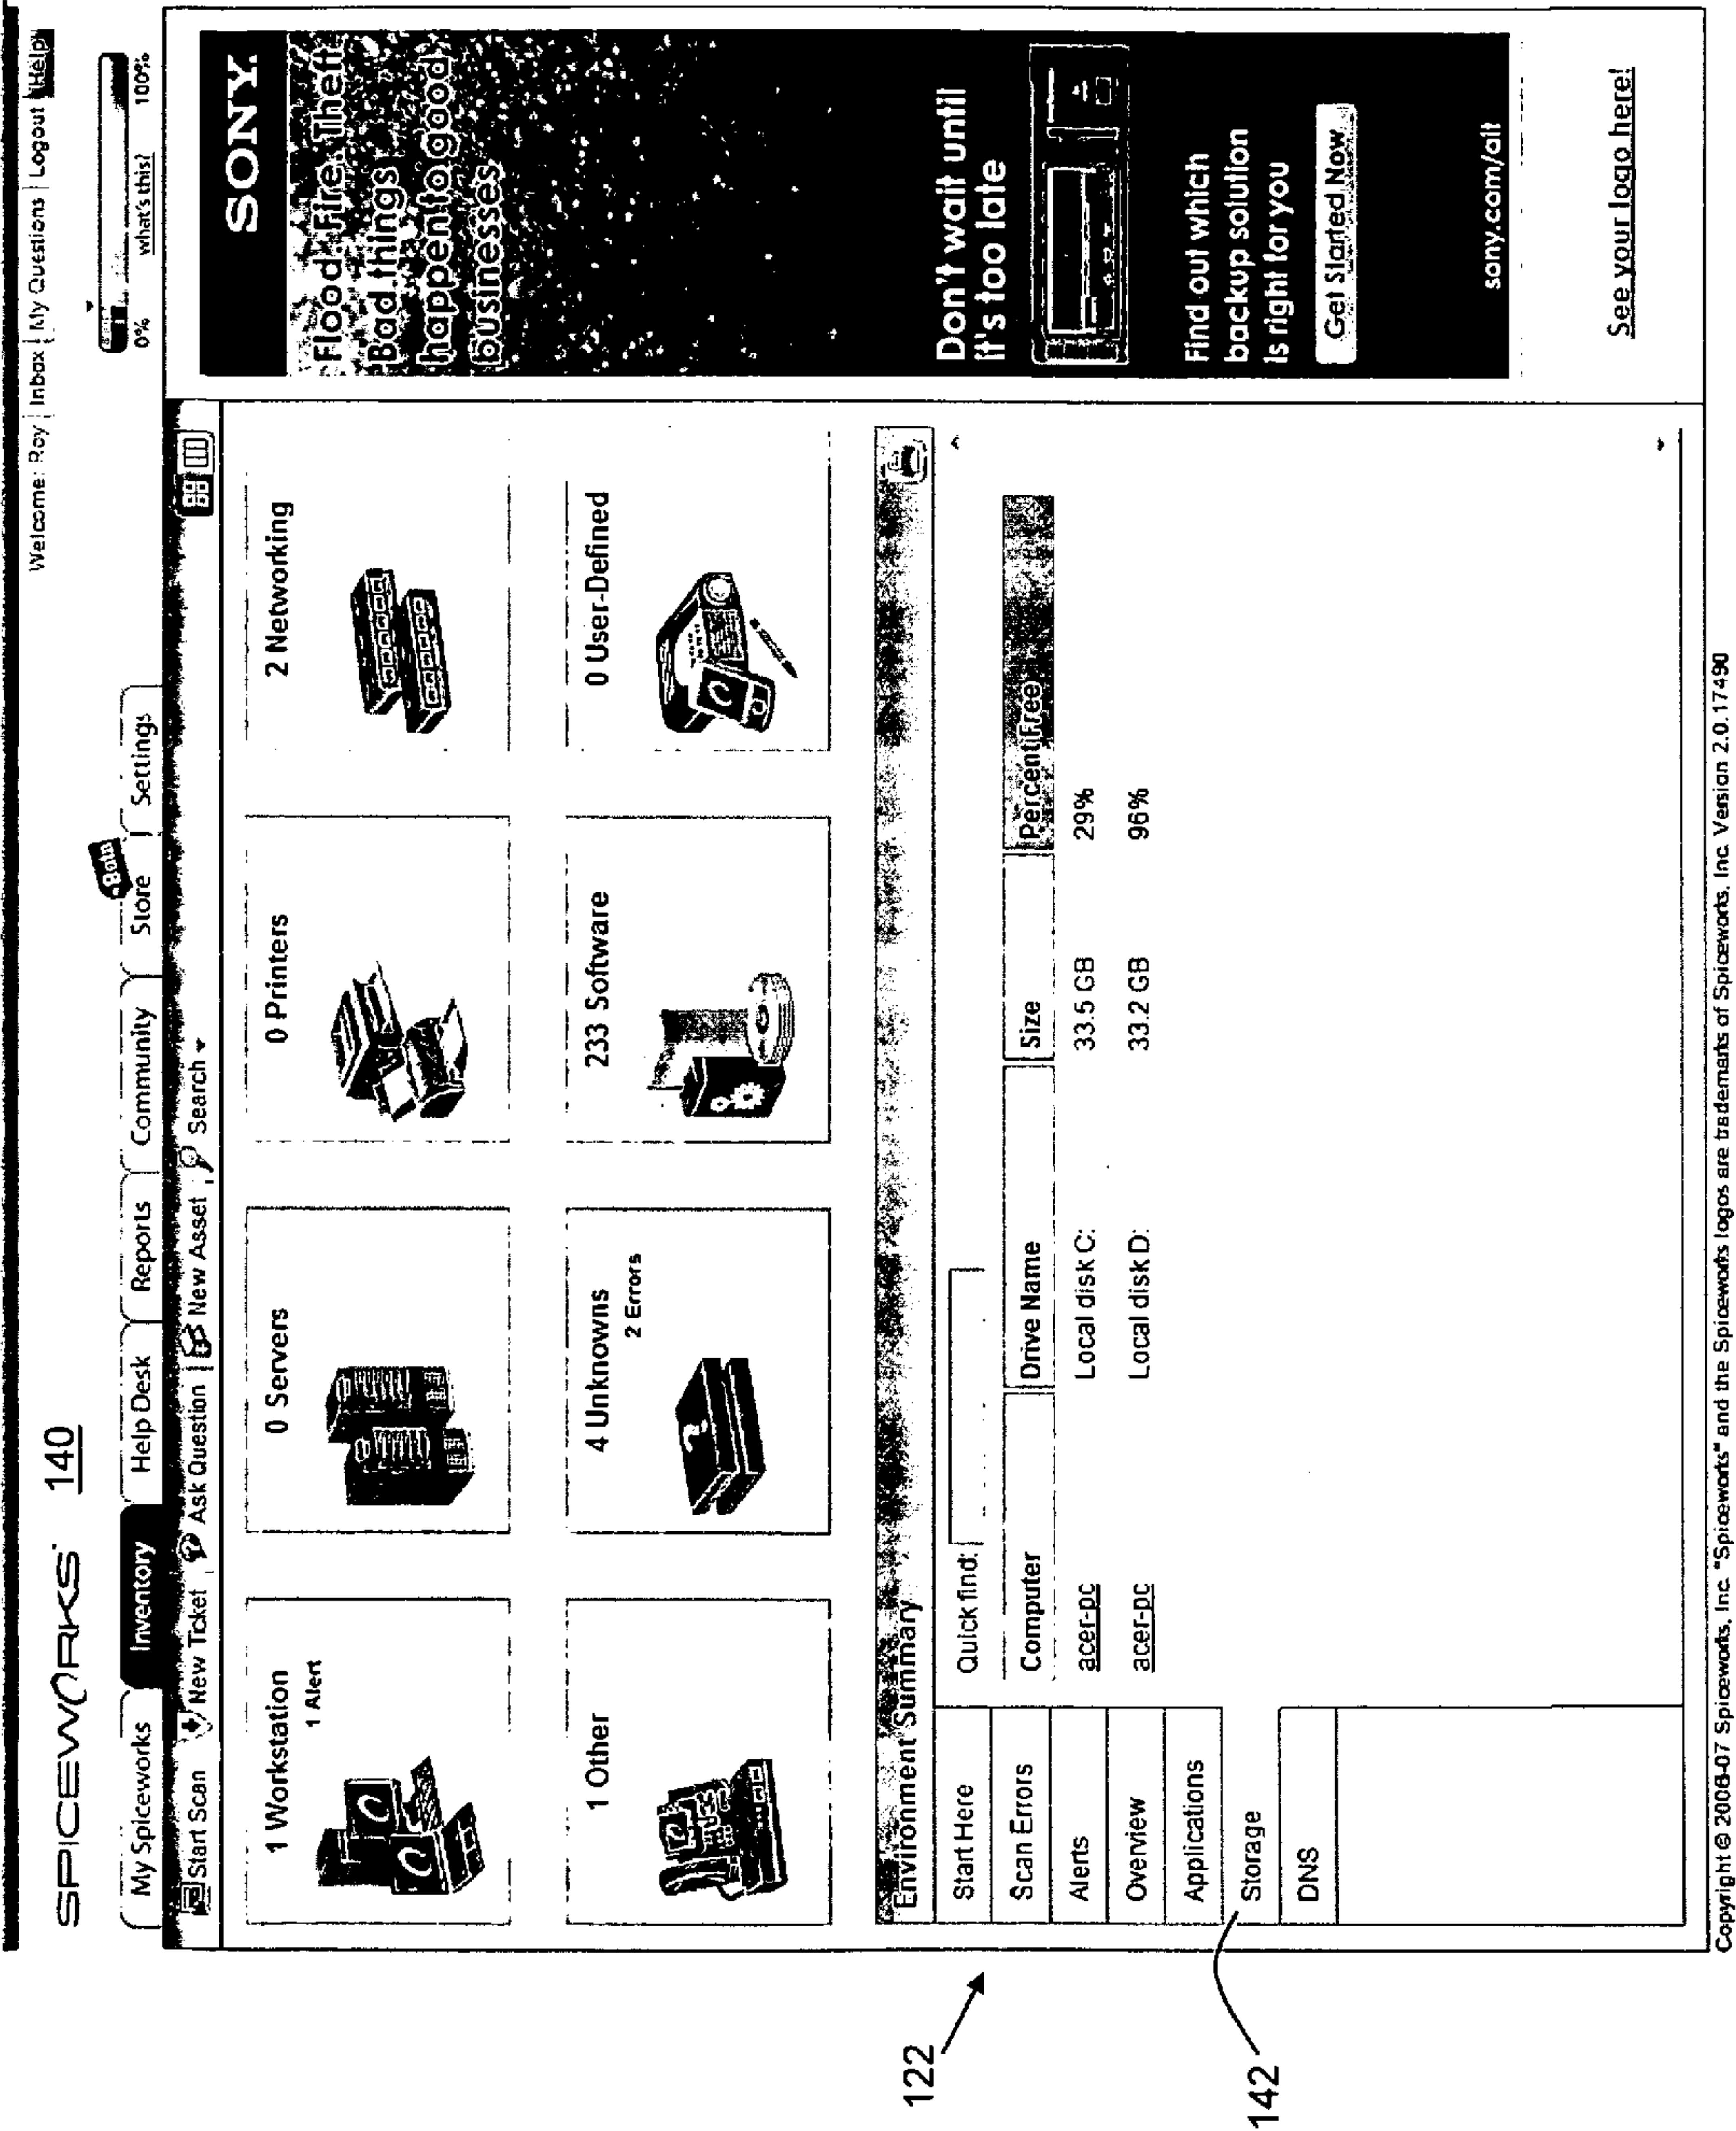 Welcome: Roy | Inbox | My Questions | Logout | Help
SPICEWORKS 140
0% what's this? 100%
My Spiceworks Inventory Help Desk Reports Community Store Settings
Start Scan New Ticket Ask Question New Asset Search
1 Workstation
1 Alert
0 Servers
0 Printers
2 Networking
1 Other
4 Unknowns
2 Errors
233 Software
0 User-Defined
Environment Summary
122
Start Here
Scan Errors
Alerts
Overview
Applications
Storage
DNS
142
Quick find:
Computer Drive Name Size Percent Free
acer-pc Local disk C: 33.5 GB 29%
acer-pc Local disk D: 33.2 GB 96%
SONY
Flood. Fire. Theft
Bad things
happen to good
businesses
Don't wait until
it's too late
Find out which
backup solution
is right for you
Get Started Now
sony.com/ait
See your logo here!
Copyright © 2006-07 Spiceworks, Inc. "Spiceworks" and the Spiceworks logos are trademarks of Spiceworks, Inc. Version 2.0.17490